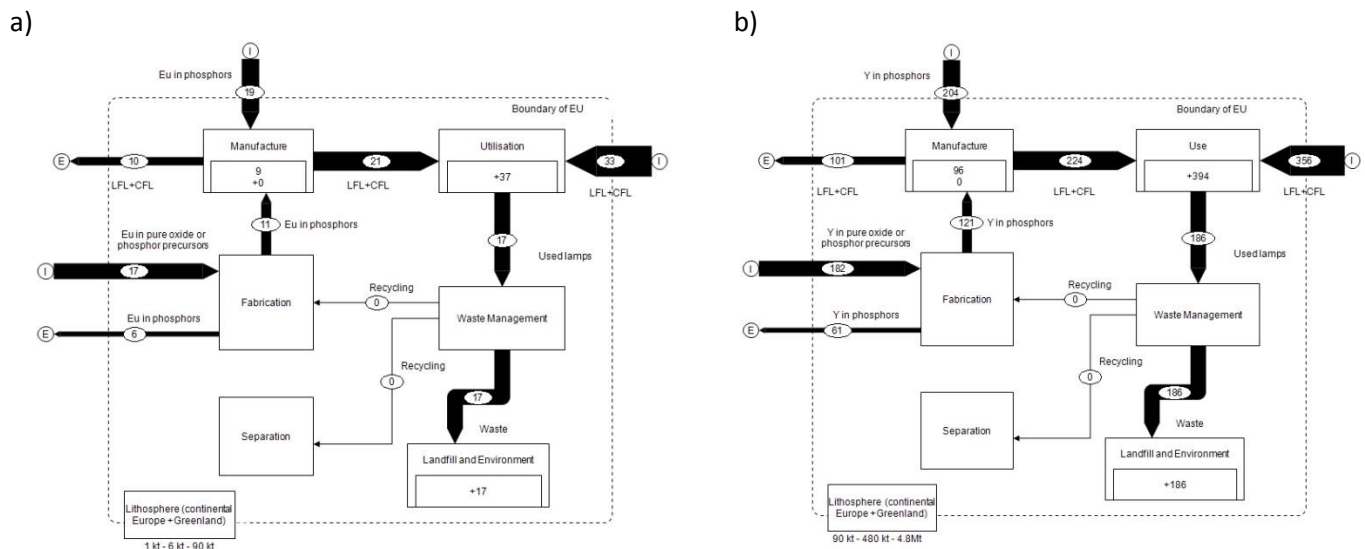 a)
I
Eu in phosphors
19
Boundary of EU
Manufacture
9
+0
E
10
LFL+CFL
21
LFL+CFL
Utilisation
+37
33
I
LFL+CFL
11
Eu in phosphors
Eu in pure oxide or
phosphor precursors
I
17
Fabrication
Eu in phosphors
E
6
17
Used lamps
Recycling
0
Waste Management
Recycling
0
17
Waste
Separation
Landfill and Environment
+17
Lithosphere (continental
Europe + Greenland)
1 kt - 6 kt - 90 kt
b)
I
Y in phosphors
204
Boundary of EU
Manufacture
96
0
E
101
LFL+CFL
224
LFL+CFL
Use
+394
356
I
LFL+CFL
121
Y in phosphors
Y in pure oxide or
phosphor precursors
I
182
Fabrication
Y in phosphors
E
61
186
Used lamps
Recycling
0
Waste Management
Recycling
0
186
Waste
Separation
Landfill and Environment
+186
Lithosphere (continental
Europe + Greenland)
90 kt - 480 kt - 4.8Mt